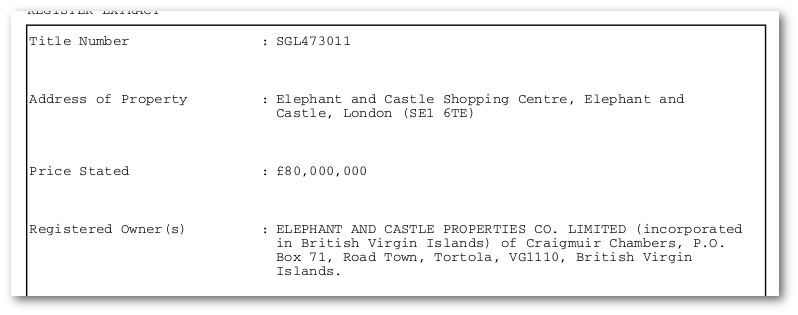 REGISTER EXTRACT
Title Number : SGL473011
Address of Property : Elephant and Castle Shopping Centre, Elephant and
Castle, London (SE1 6TE)
Price Stated : £80,000,000
Registered Owner(s) : ELEPHANT AND CASTLE PROPERTIES CO. LIMITED (incorporated
in British Virgin Islands) of Craigmuir Chambers, P.O.
Box 71, Road Town, Tortola, VG1110, British Virgin
Islands.